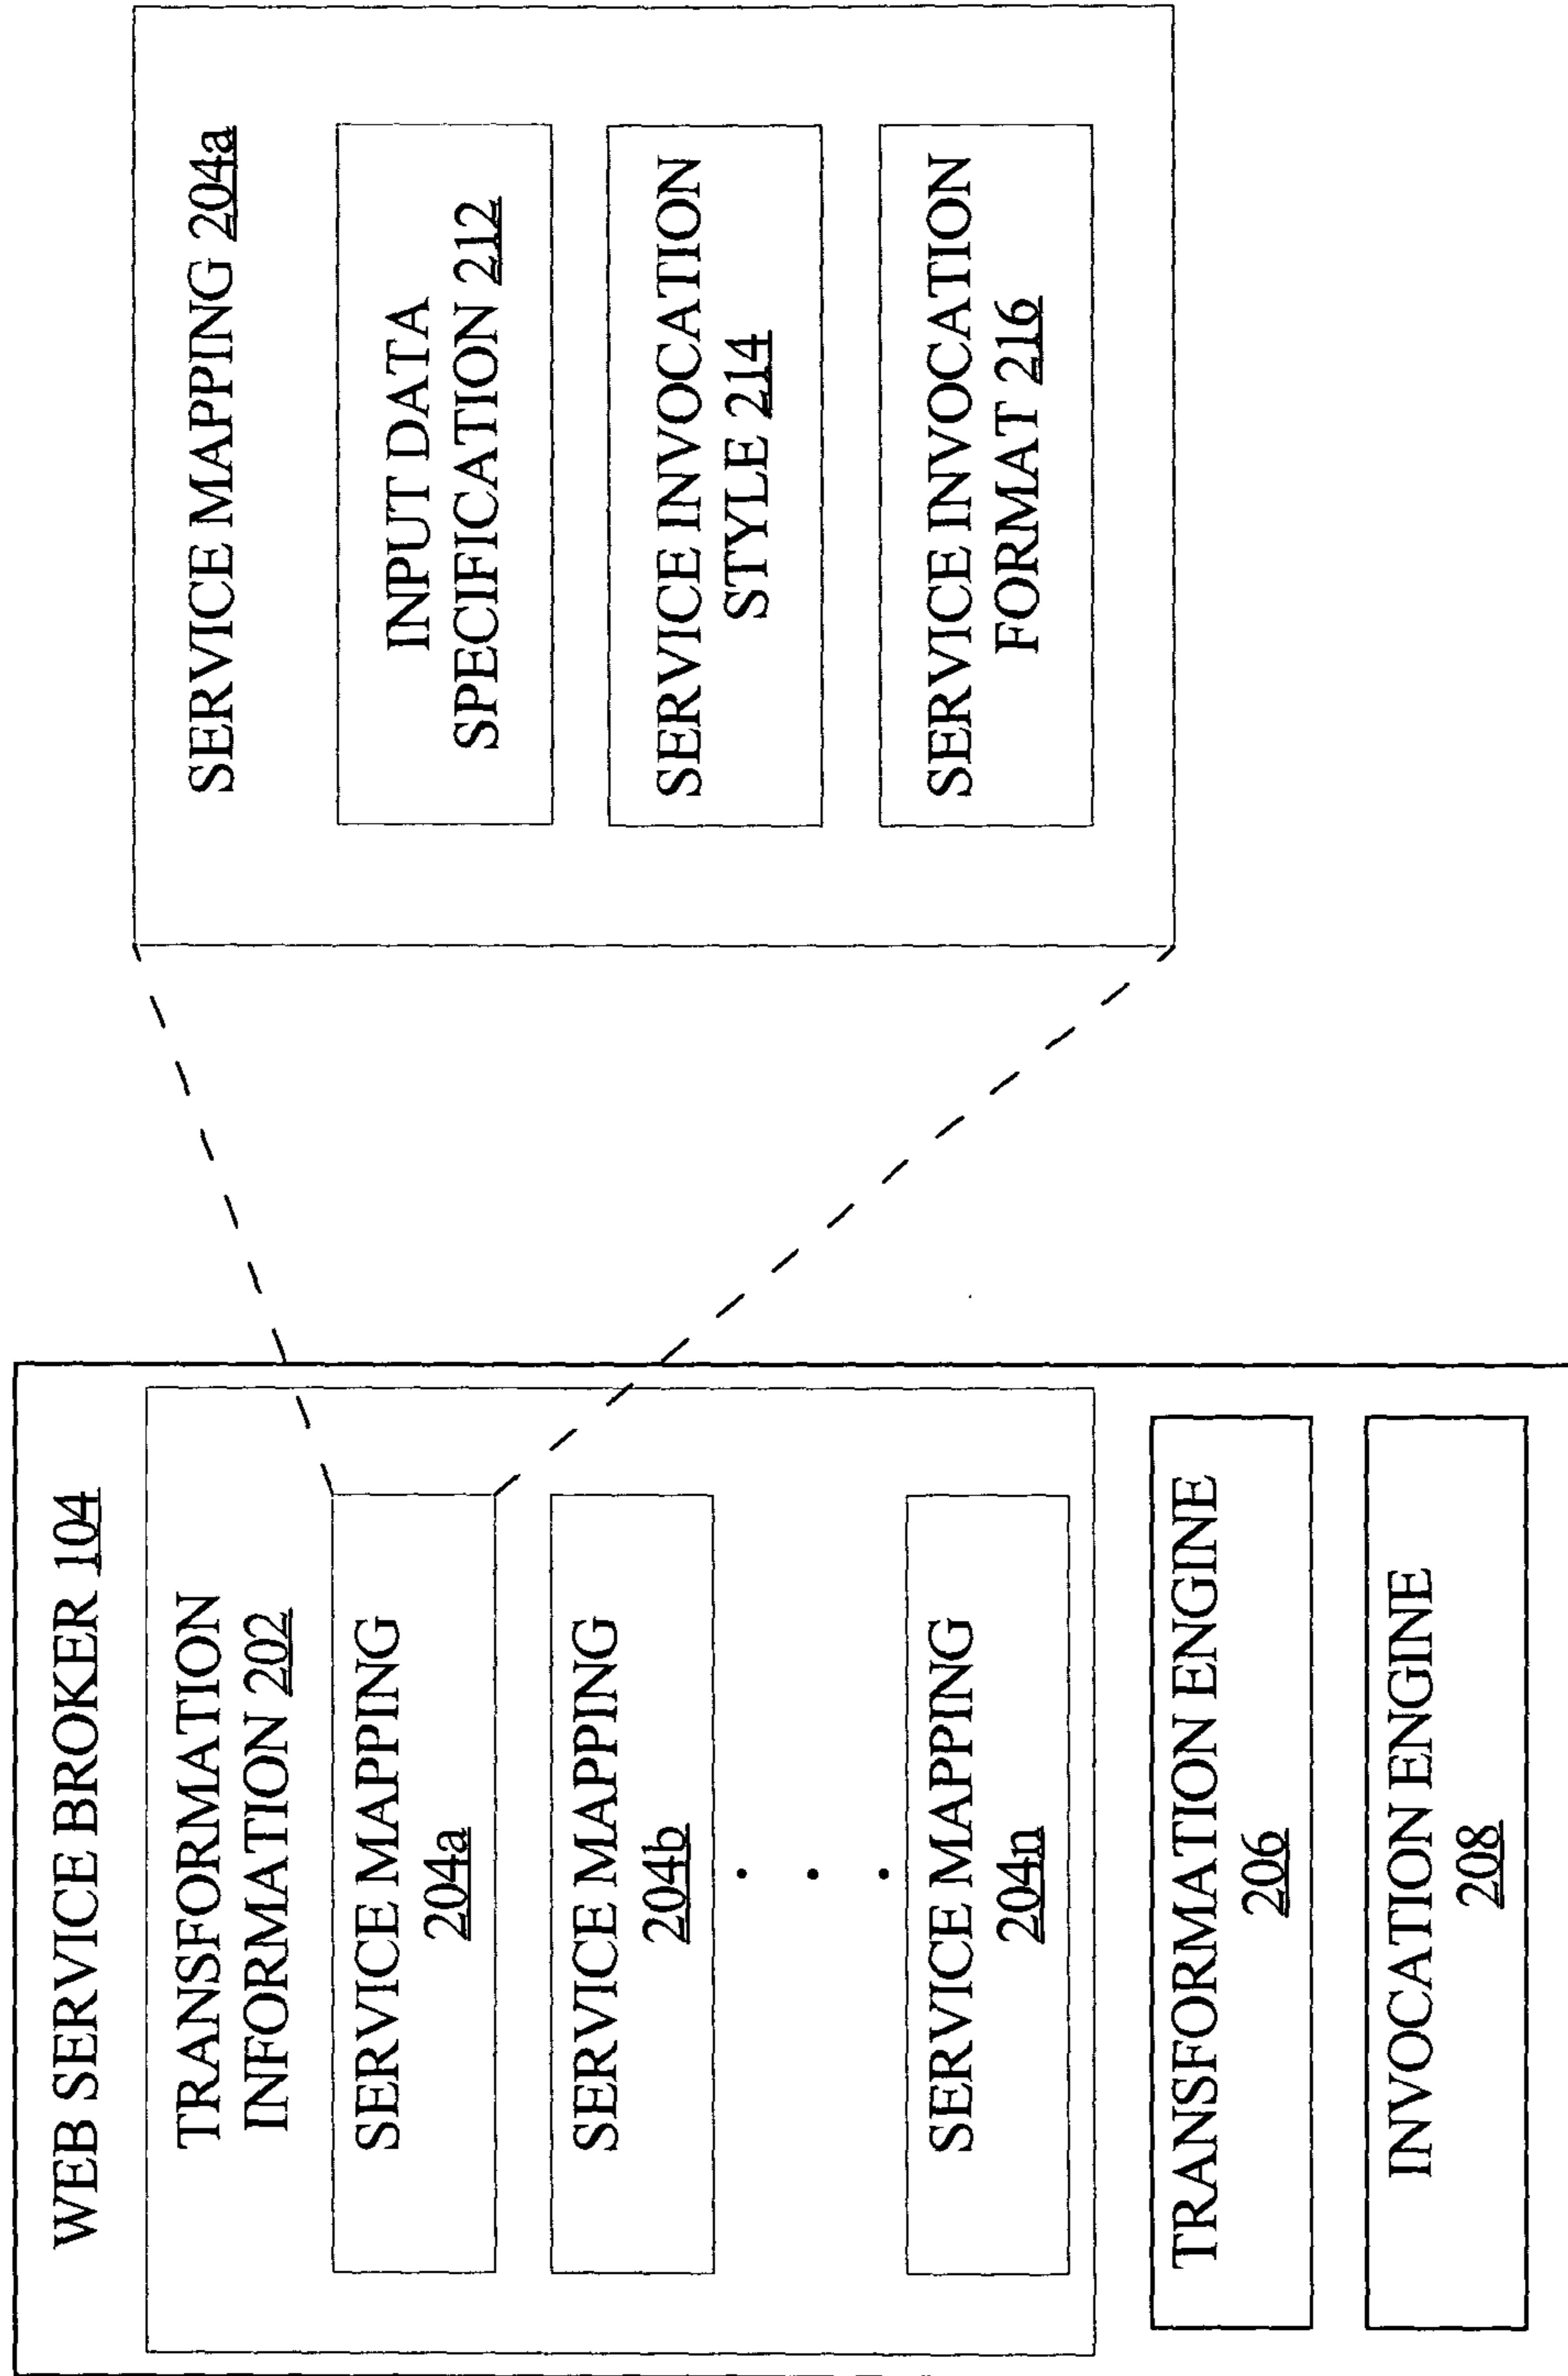 WEB SERVICE BROKER 104
TRANSFORMATION
INFORMATION 202
SERVICE MAPPING
204a
SERVICE MAPPING
204b
SERVICE MAPPING
204n
TRANSFORMATION ENGINE
206
INVOCATION ENGINE
208
SERVICE MAPPING 204a
INPUT DATA
SPECIFICATION 212
SERVICE INVOCATION
STYLE 214
SERVICE INVOCATION
FORMAT 216